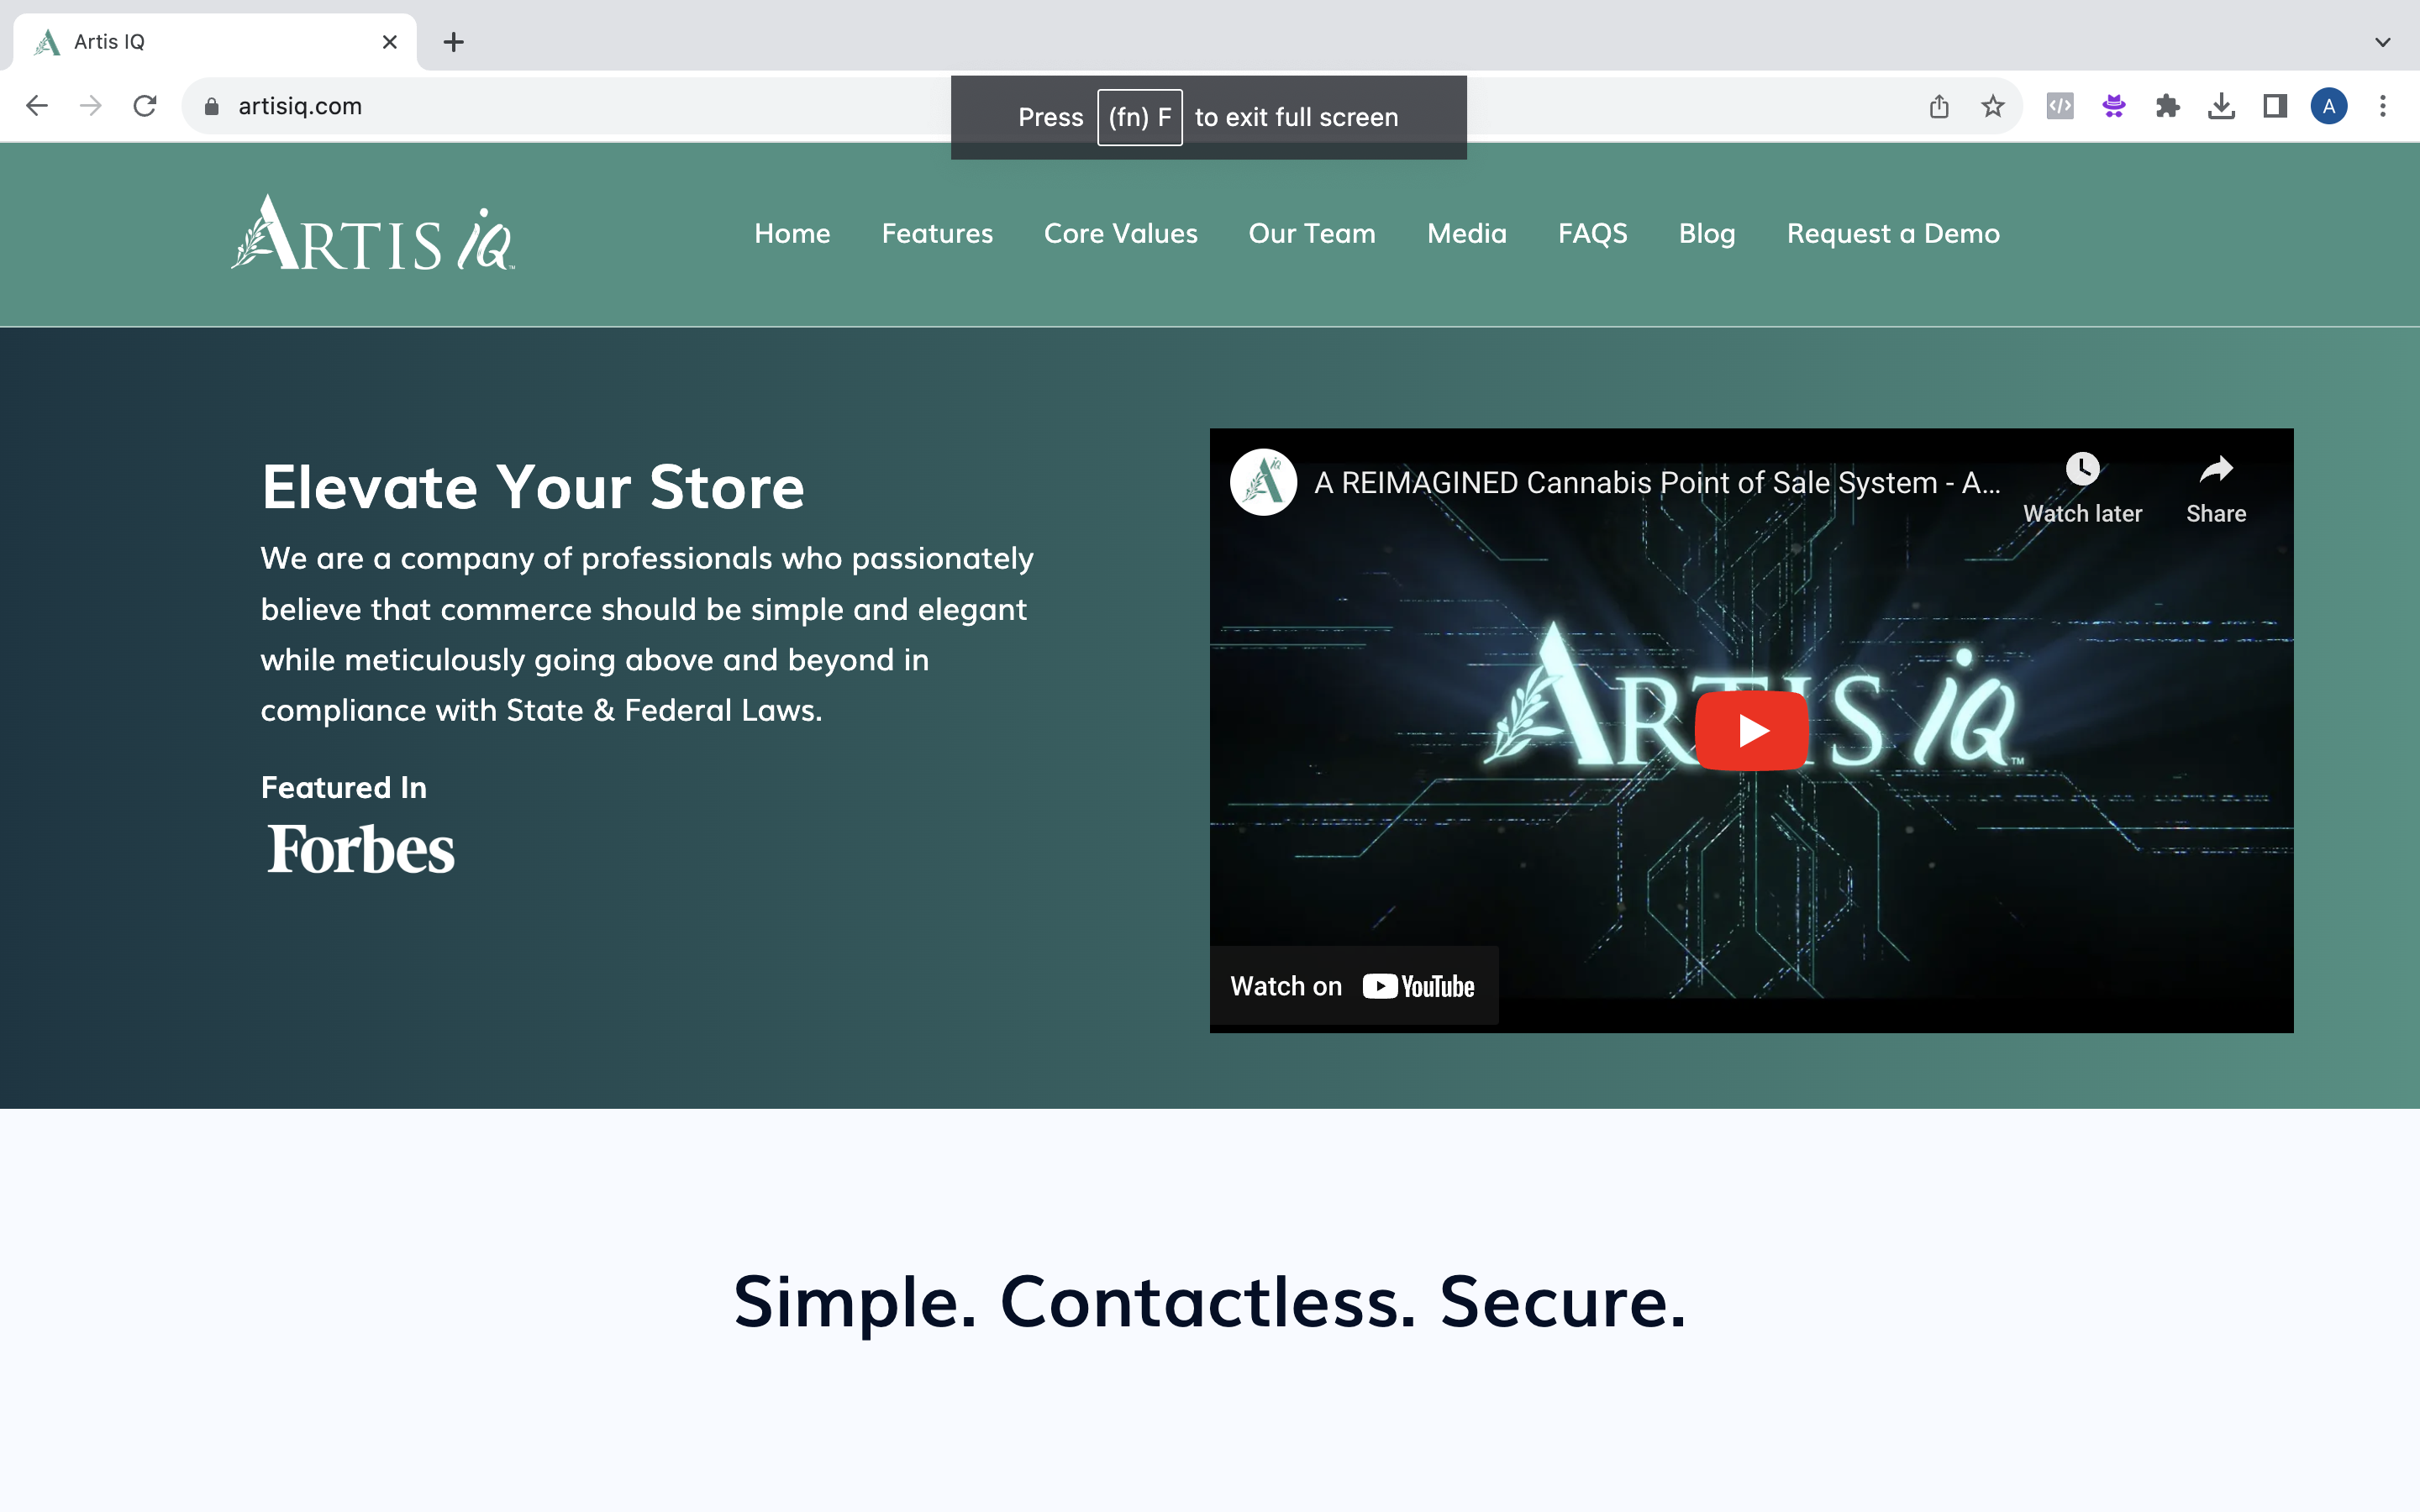 Artis IQ
artisiq.com
Press (fn) F to exit full screen
A
ARTIS iQ™
Home Features Core Values Our Team Media FAQS Blog Request a Demo
Elevate Your Store
We are a company of professionals who passionately
believe that commerce should be simple and elegant
while meticulously going above and beyond in
compliance with State & Federal Laws.
Featured In
Forbes
A REIMAGINED Cannabis Point of Sale System - A...
Watch later
Share
ARTIS iQ™
Watch on YouTube
Simple. Contactless. Secure.